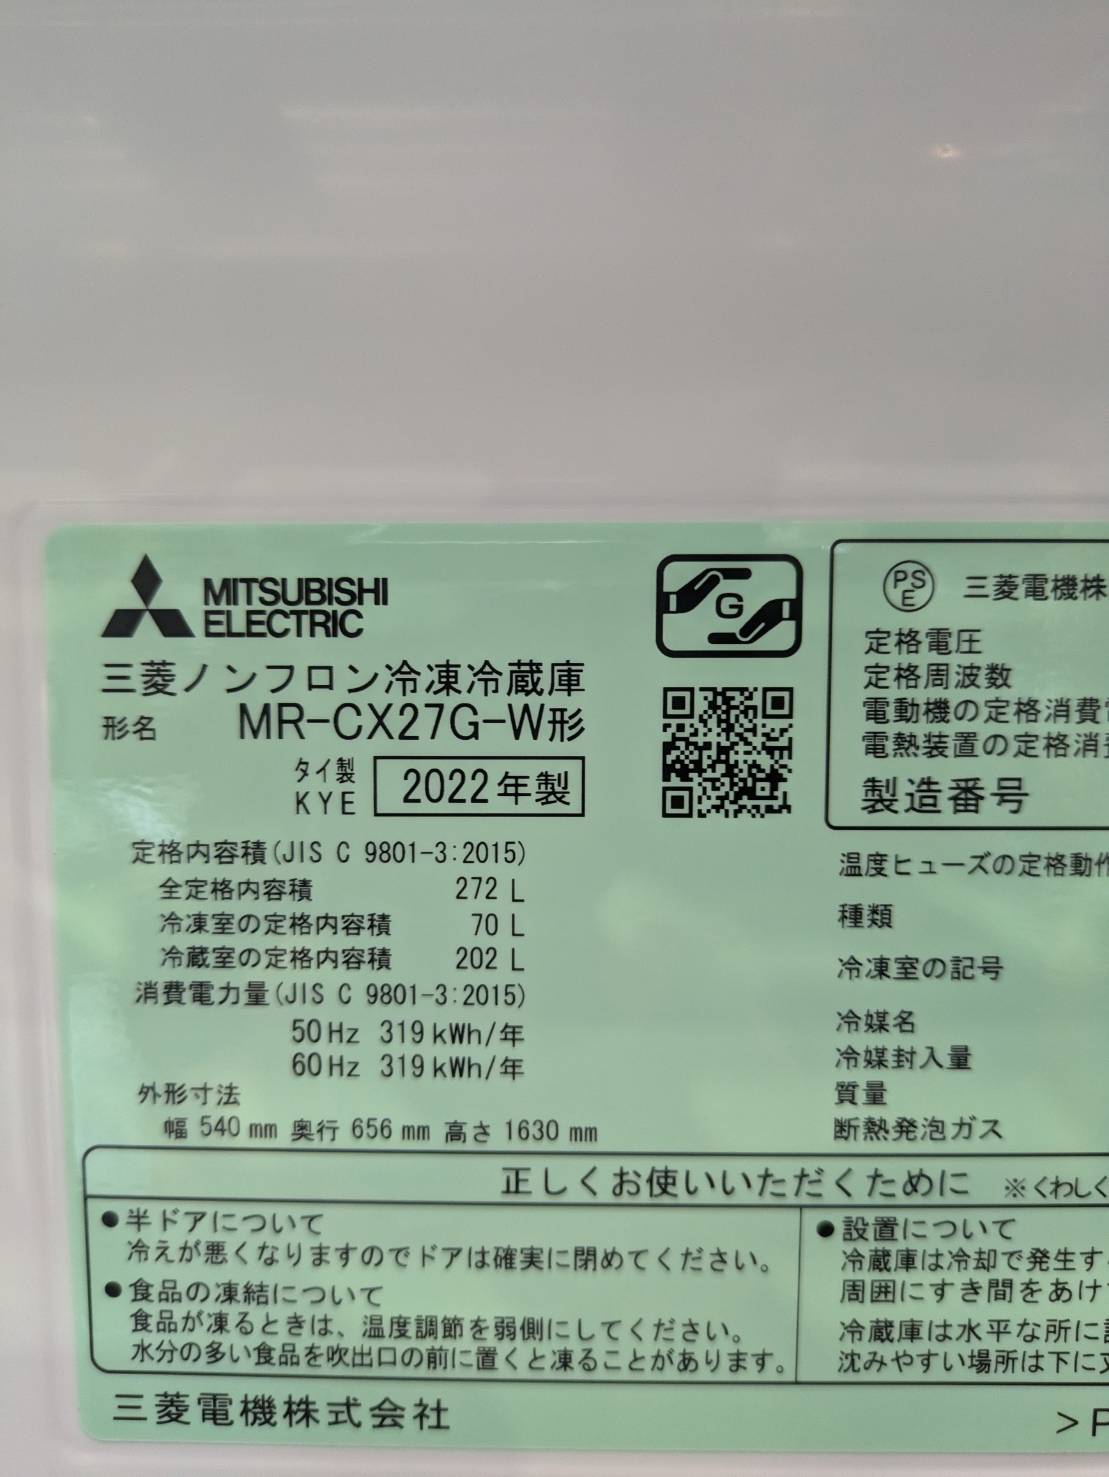 MITSUBISHI
ELECTRIC
三菱ノンフロン冷凍冷蔵庫
形名 MR-CX27G-W形
タイ製
KYE
2022年製
定格内容積(JIS C 9801-3:2015)
全定格内容積 272 L
冷凍室の定格内容積 70 L
冷蔵室の定格内容積 202 L
消費電力量(JIS C 9801-3:2015)
50Hz 319kWh/年
60Hz 319kWh/年
外形寸法
幅 540 mm 奥行 656 mm 高さ 1630 mm
G
PS
E
三菱電機株
定格電圧
定格周波数
電動機の定格消費
電熱装置の定格消
製造番号
温度ヒューズの定格動作
種類
冷凍室の記号
冷媒名
冷媒封入量
質量
断熱発泡ガス
正しくお使いいただくために ※くわしく
●半ドアについて
冷えが悪くなりますのでドアは確実に閉めてください。
●食品の凍結について
食品が凍るときは、温度調節を弱側にしてください。
水分の多い食品を吹出口の前に置くと凍ることがあります。
●設置について
冷蔵庫は冷却で発生す
周囲にすき間をあけ
冷蔵庫は水平な所に
沈みやすい場所は下に
三菱電機株式会社
>P